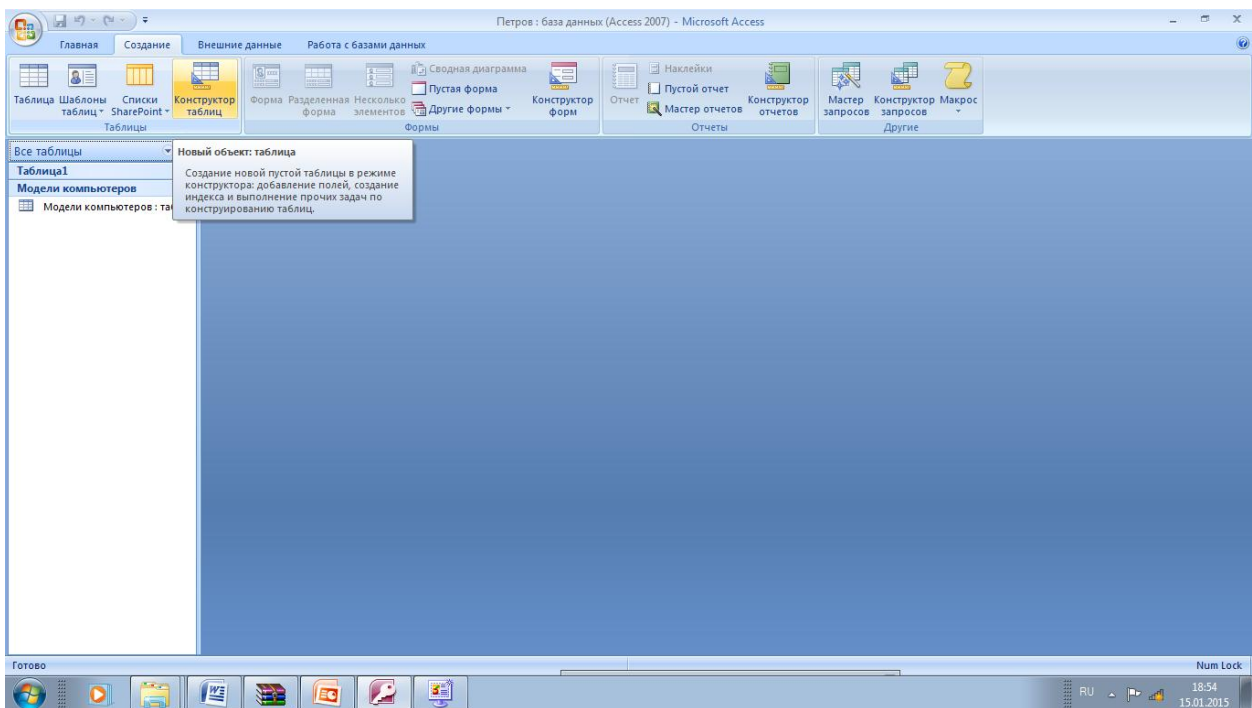 Петров : база данных (Access 2007) - Microsoft Access
Главная Создание Внешние данные Работа с базами данных
Таблица
Шаблоны таблиц
Списки SharePoint
Конструктор таблиц
Таблицы
Форма
Разделенная форма
Несколько элементов
Сводная диаграмма
Пустая форма
Другие формы
Конструктор форм
Формы
Отчет
Наклейки
Пустой отчет
Мастер отчетов
Конструктор отчетов
Отчеты
Мастер запросов
Конструктор запросов
Макрос
Другие
Все таблицы
Таблица1
Модели компьютеров
Модели компьютеров : та
Новый объект: таблица
Создание новой пустой таблицы в режиме
конструктора: добавление полей, создание
индекса и выполнение прочих задач по
конструированию таблиц.
Готово
Num Lock
RU
18:54
15.01.2015